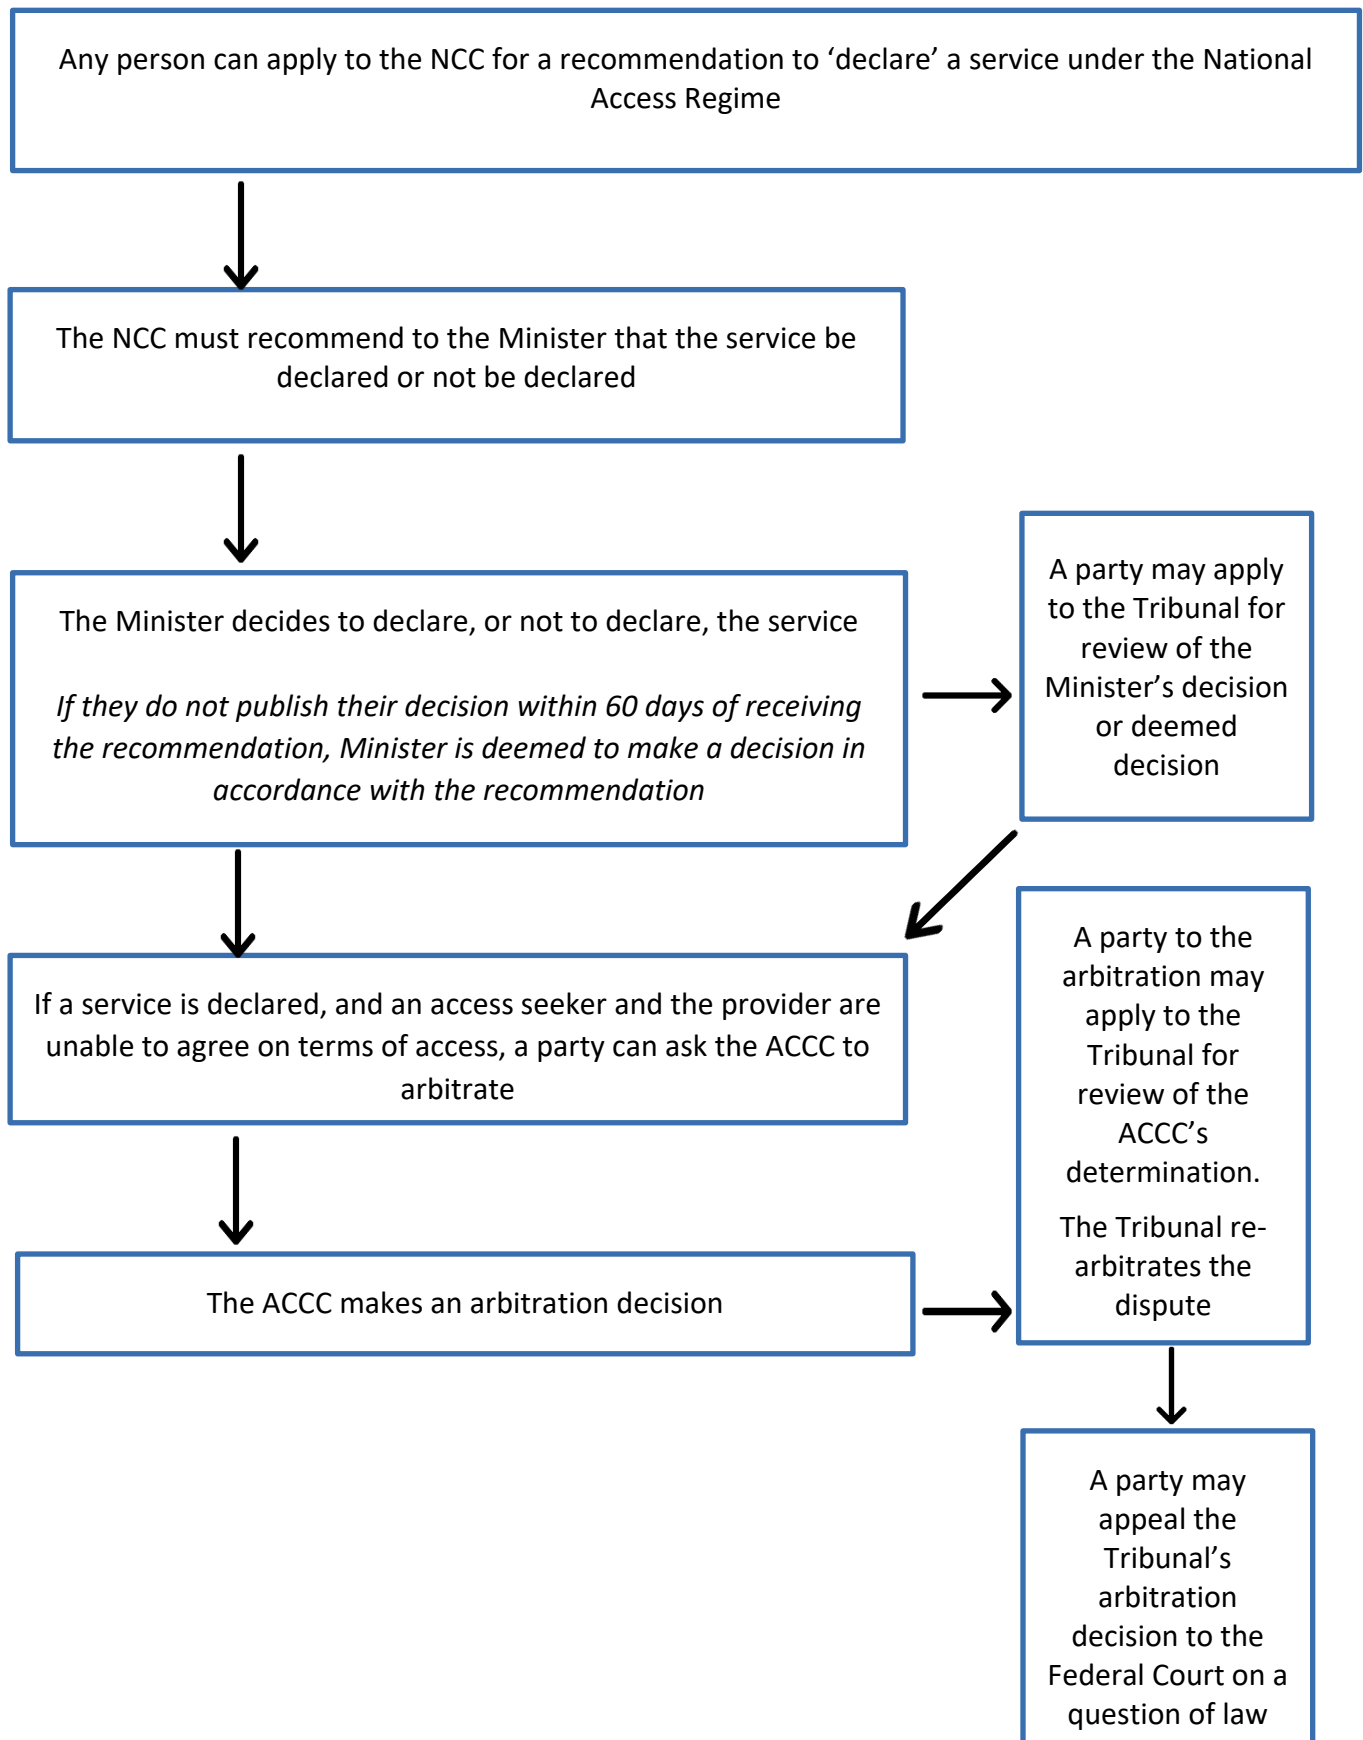 Any person can apply to the NCC for a recommendation to ‘declare’ a service under the National
Access Regime
The NCC must recommend to the Minister that the service be
declared or not be declared
The Minister decides to declare, or not to declare, the service
If they do not publish their decision within 60 days of receiving
the recommendation, Minister is deemed to make a decision in
accordance with the recommendation
A party may apply
to the Tribunal for
review of the
Minister’s decision
or deemed
decision
If a service is declared, and an access seeker and the provider are
unable to agree on terms of access, a party can ask the ACCC to
arbitrate
The ACCC makes an arbitration decision
A party to the
arbitration may
apply to the
Tribunal for
review of the
ACCC’s
determination.
The Tribunal re-
arbitrates the
dispute
A party may
appeal the
Tribunal’s
arbitration
decision to the
Federal Court on a
question of law